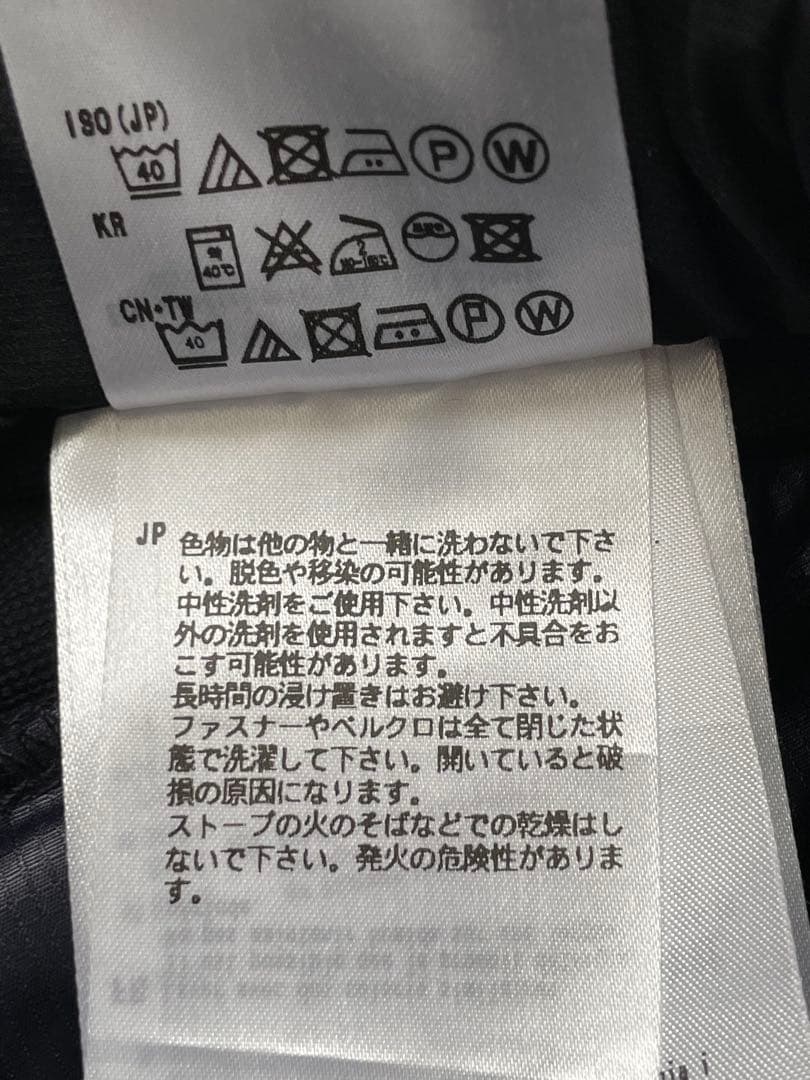 ISO(JP)
40
P
W
KR
약
40℃
2
CN·TW
40
P
W
JP 色物は他の物と一緒に洗わないで下さ
い。脱色や移染の可能性があります。
中性洗剤をご使用下さい。中性洗剤以
外の洗剤を使用されますと不具合をお
こす可能性があります。
長時間の浸け置きはお避け下さい。
ファスナーやベルクロは全て閉じた状
態で洗濯して下さい。開いていると破
損の原因になります。
ストーブの火のそばなどでの乾燥はし
ないで下さい。発火の危険性がありま
す。